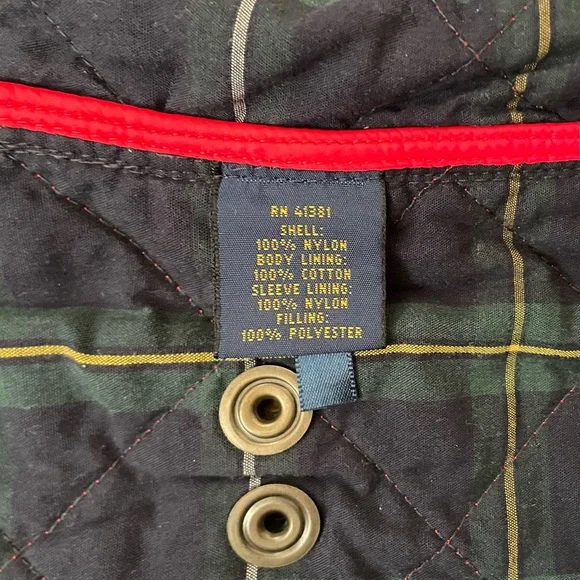 RN 41381
SHELL:
100% NYLON
BODY LINING:
100% COTTON
SLEEVE LINING:
100% NYLON
FILLING:
100% POLYESTER